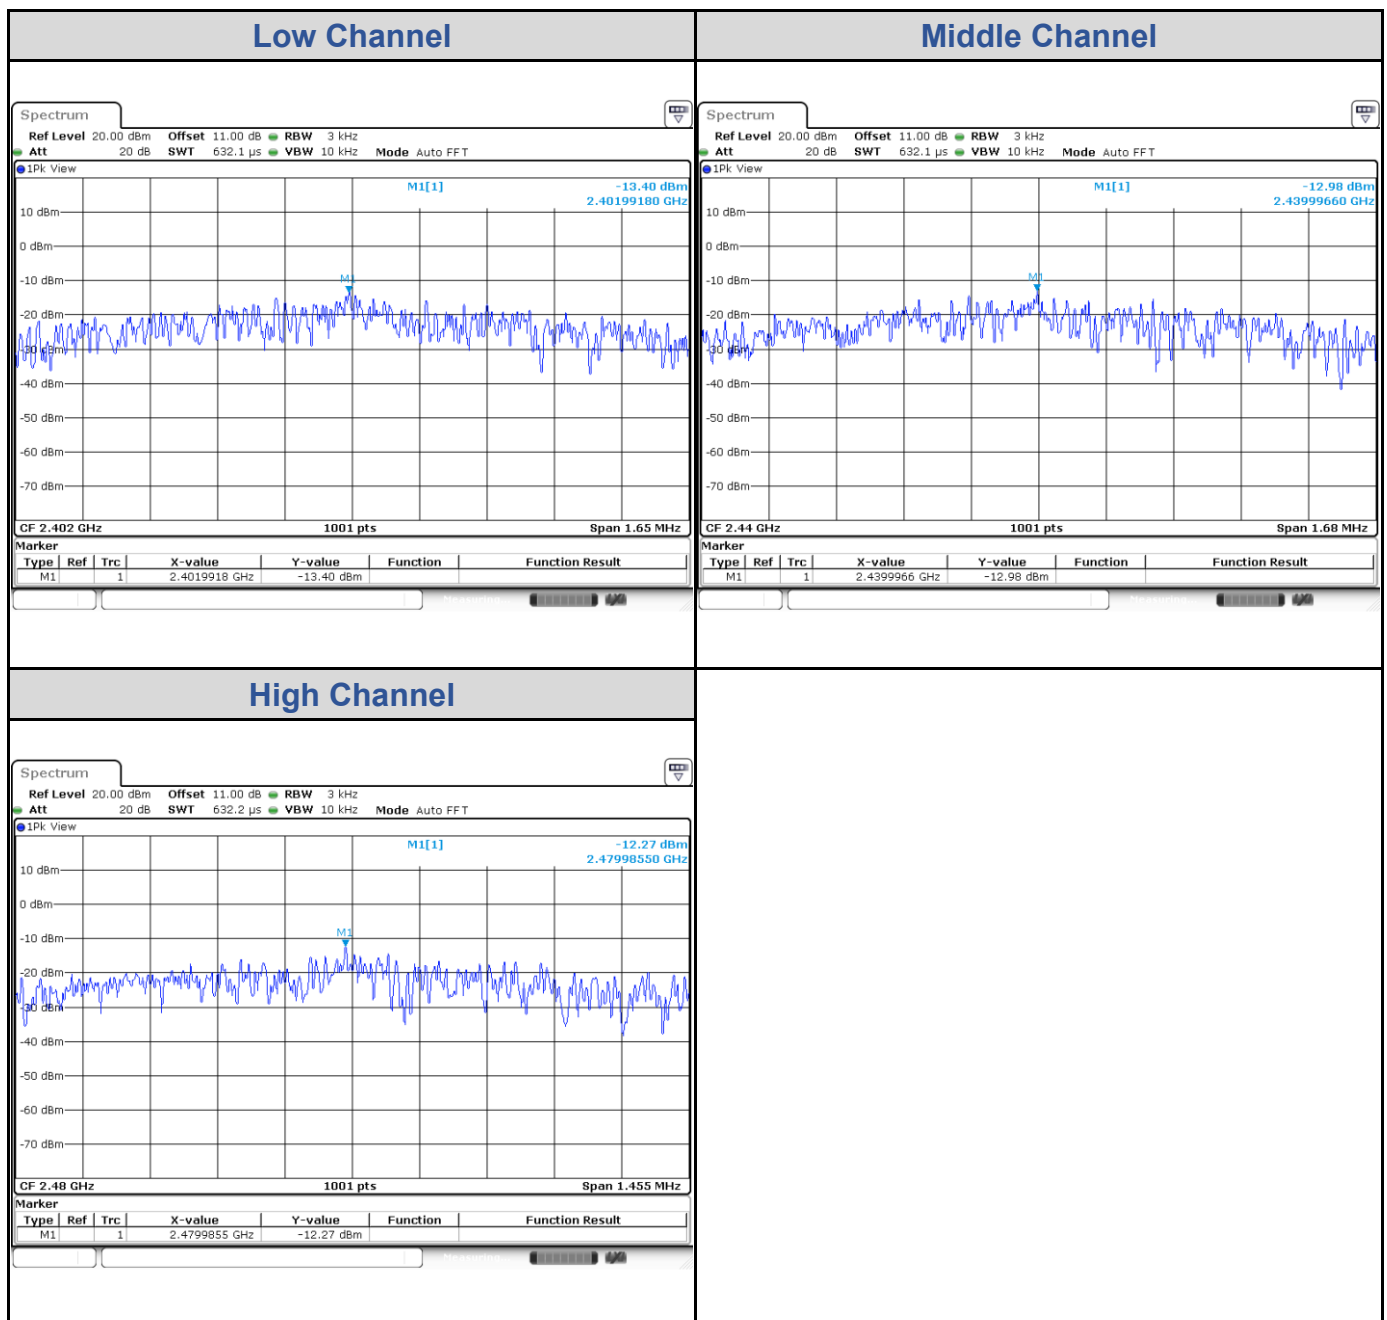 Low Channel
Spectrum
Ref Level 20.00 dBm Offset 11.00 dB RBW 3 kHz
Att 20 dB SWT 632.1 µs VBW 10 kHz Mode Auto FFT
1Pk View
M1[1] -13.40 dBm
2.40199180 GHz
M1
10 dBm
0 dBm
-10 dBm
-20 dBm
-30 dBm
-40 dBm
-50 dBm
-60 dBm
-70 dBm
CF 2.402 GHz 1001 pts Span 1.65 MHz
Marker
Type Ref Trc X-value Y-value Function Function Result
M1 1 2.4019918 GHz -13.40 dBm
Middle Channel
Spectrum
Ref Level 20.00 dBm Offset 11.00 dB RBW 3 kHz
Att 20 dB SWT 632.1 µs VBW 10 kHz Mode Auto FFT
1Pk View
M1[1] -12.98 dBm
2.43999660 GHz
M1
10 dBm
0 dBm
-10 dBm
-20 dBm
-30 dBm
-40 dBm
-50 dBm
-60 dBm
-70 dBm
CF 2.44 GHz 1001 pts Span 1.68 MHz
Marker
Type Ref Trc X-value Y-value Function Function Result
M1 1 2.4399966 GHz -12.98 dBm
High Channel
Spectrum
Ref Level 20.00 dBm Offset 11.00 dB RBW 3 kHz
Att 20 dB SWT 632.2 µs VBW 10 kHz Mode Auto FFT
1Pk View
M1[1] -12.27 dBm
2.47998550 GHz
M1
10 dBm
0 dBm
-10 dBm
-20 dBm
-30 dBm
-40 dBm
-50 dBm
-60 dBm
-70 dBm
CF 2.48 GHz 1001 pts Span 1.455 MHz
Marker
Type Ref Trc X-value Y-value Function Function Result
M1 1 2.4799855 GHz -12.27 dBm